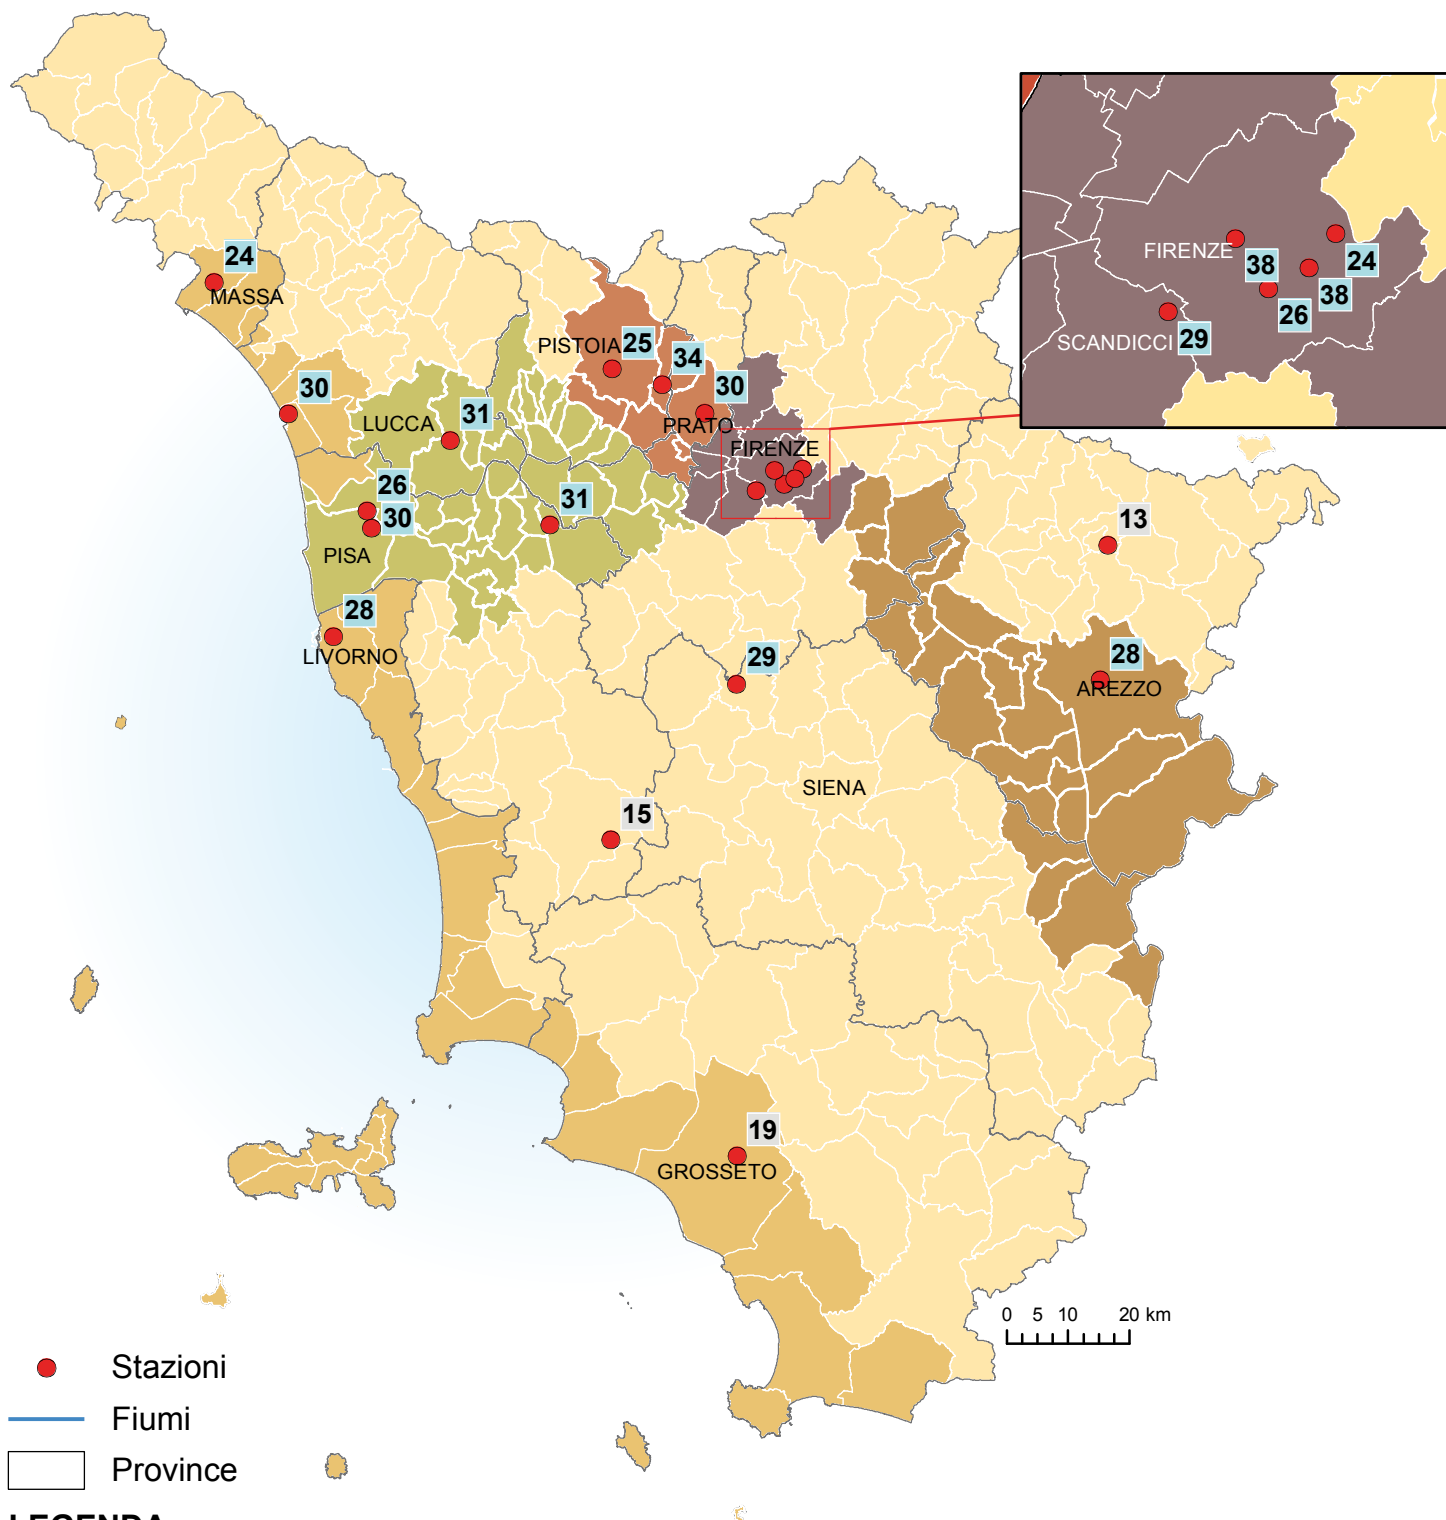 24
MASSA
30
PISTOIA
25
34
30
PRATO
LUCCA
31
FIRENZE
26
30
31
PISA
28
LIVORNO
FIRENZE
38
24
38
26
SCANDICCI
29
13
29
28
AREZZO
SIENA
15
19
GROSSETO
0 5 10 20 km
Stazioni
Fiumi
Province
LEGENDA